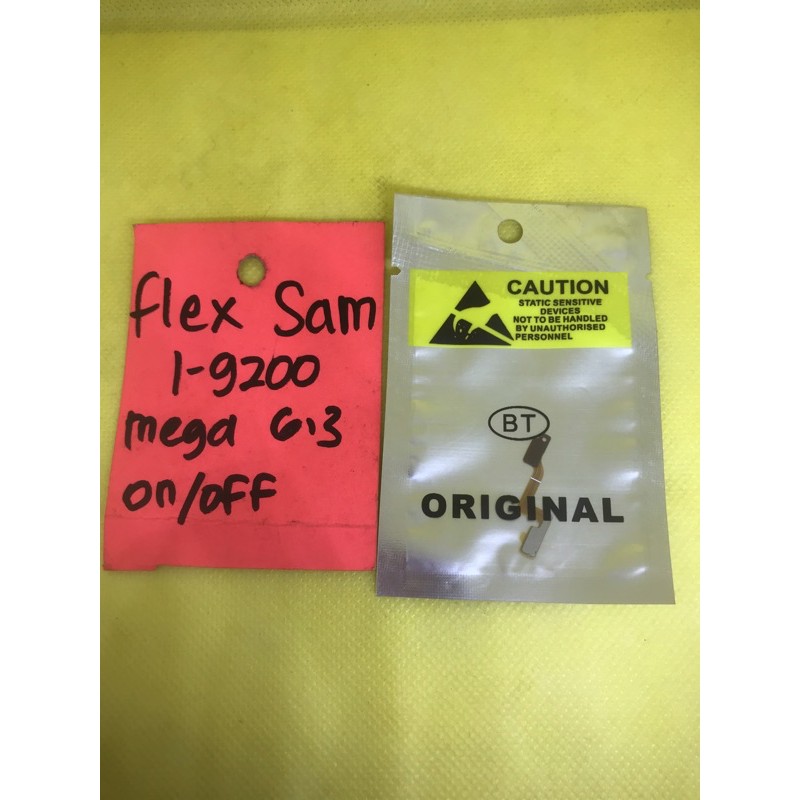 flex Sam
1-9200
mega 6.3
on/off
CAUTION
STATIC SENSITIVE
DEVICES
NOT TO BE HANDLED
BY UNAUTHORISED
PERSONNEL
BT
ORIGINAL